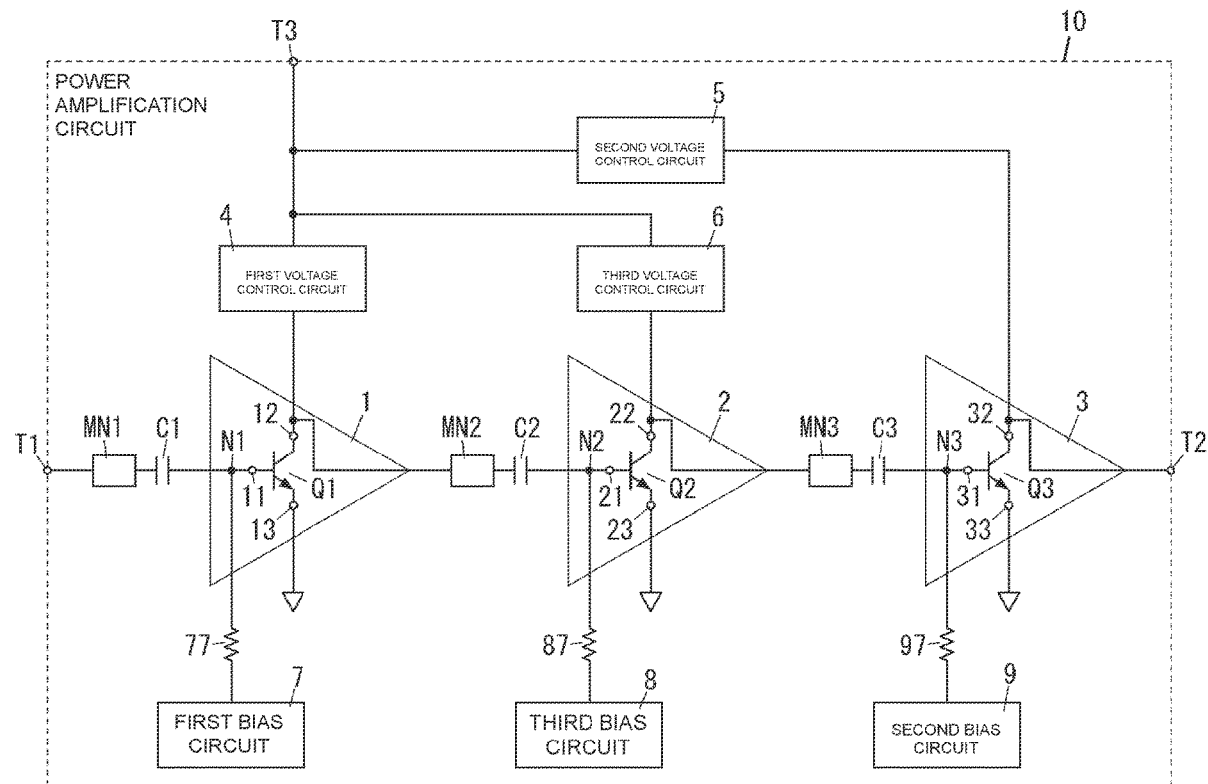 T3
10
POWER
AMPLIFICATION
CIRCUIT
5
SECOND VOLTAGE
CONTROL CIRCUIT
4
6
FIRST VOLTAGE
CONTROL CIRCUIT
THIRD VOLTAGE
CONTROL CIRCUIT
T1
MN1
C1
N1
12
1
MN2
C2
N2
22
2
MN3
C3
N3
32
3
T2
11
Q1
21
Q2
31
Q3
13
23
33
77
87
97
7
8
9
FIRST BIAS
CIRCUIT
THIRD BIAS
CIRCUIT
SECOND BIAS
CIRCUIT